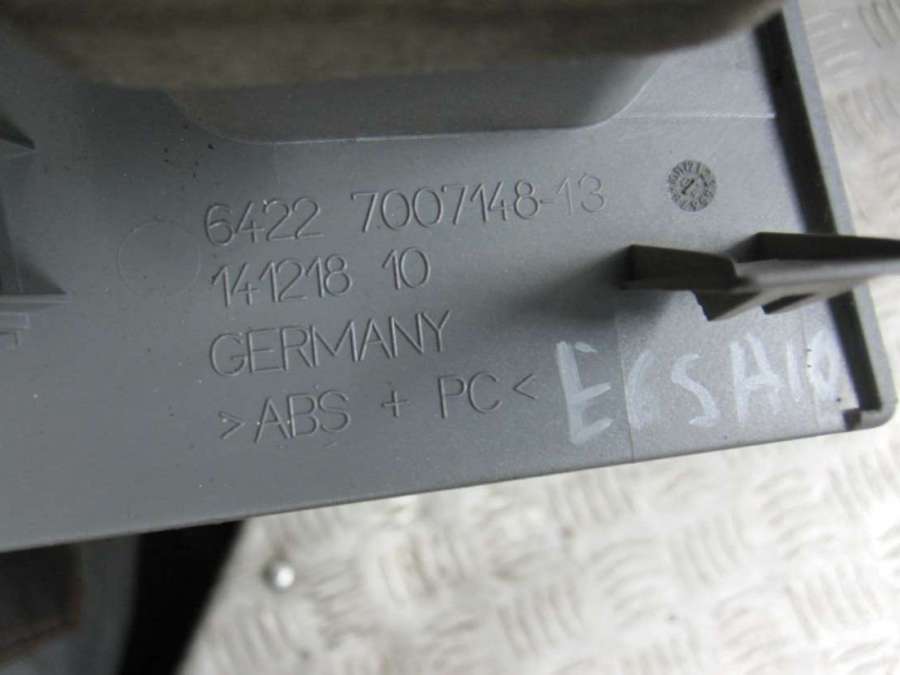 6422 7007148-13
141218 10
GERMANY
>ABS + PC<